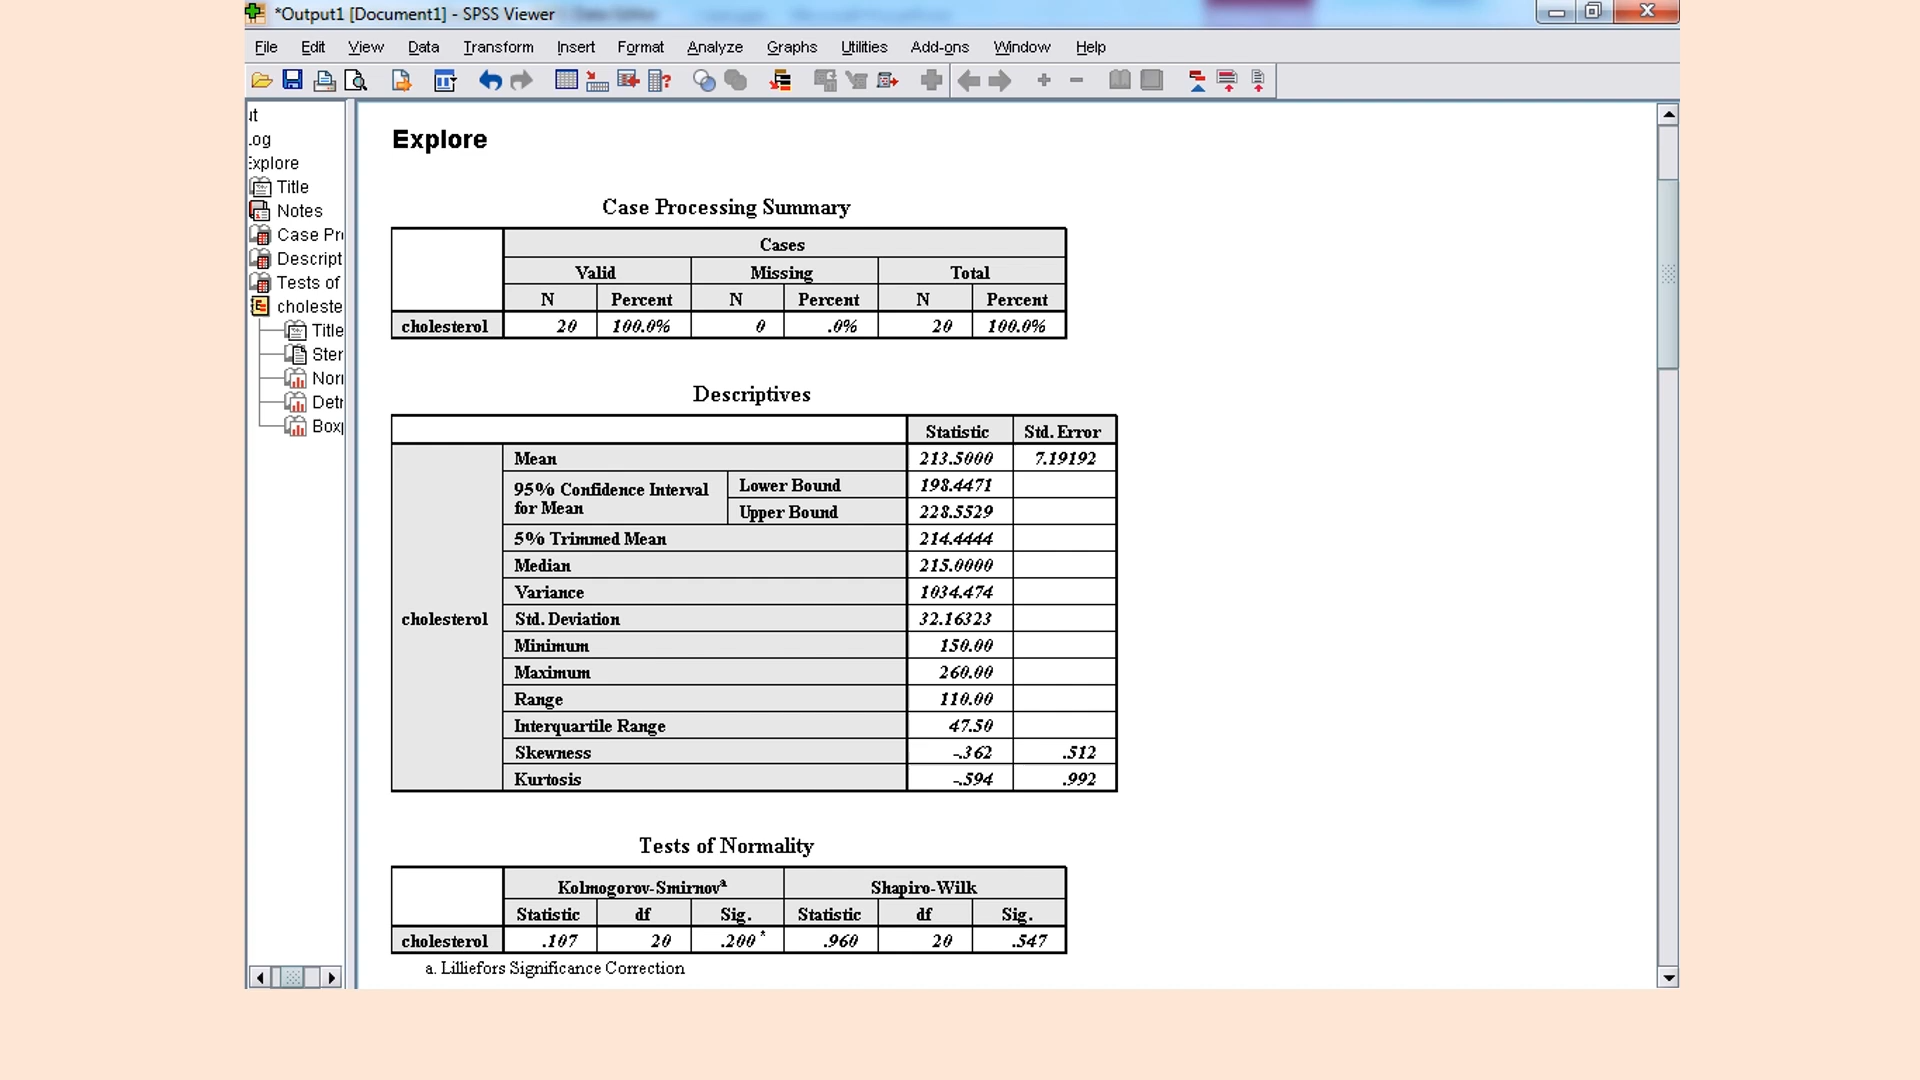 *Output1 [Document1] - SPSS Viewer
File Edit View Data Transform Insert Format Analyze Graphs Utilities Add-ons Window Help
Log
Explore
Title
Notes
Case Pr
Descript
Tests of
choleste
Title
Ster
Nor
Detr
Box
Explore
Case Processing Summary
Cases
Valid Missing Total
N Percent N Percent N Percent
cholesterol 20 100.0% 0 .0% 20 100.0%
Descriptives
Statistic Std. Error
cholesterol
Mean 213.5000 7.19192
95% Confidence Interval for Mean
Lower Bound 198.4471
Upper Bound 228.5529
5% Trimmed Mean 214.4444
Median 215.0000
Variance 1034.474
Std. Deviation 32.16323
Minimum 150.00
Maximum 260.00
Range 110.00
Interquartile Range 47.50
Skewness -.362 .512
Kurtosis -.594 .992
Tests of Normality
Kolmogorov-Smirnovᵃ Shapiro-Wilk
Statistic df Sig. Statistic df Sig.
cholesterol .107 20 .200* .960 20 .547
a. Lilliefors Significance Correction